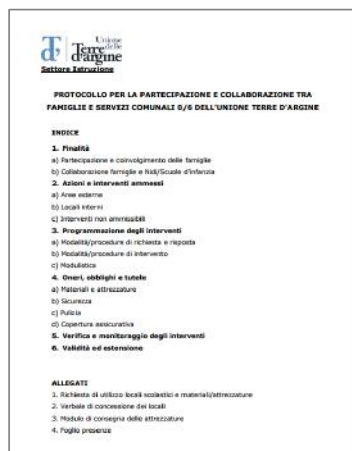 Unione
delle
Terre
d'argine
Settore Istruzione
PROTOCOLLO PER LA PARTECIPAZIONE E COLLABORAZIONE TRA
FAMIGLIE E SERVIZI COMUNALI 0/6 DELL'UNIONE TERRE D'ARGINE
INDICE
1. Finalità
a) Partecipazione e coinvolgimento delle famiglie
b) Collaborazione famiglie e Nidi/Scuole d'infanzia
2. Azioni e interventi ammessi
a) Aree esterne
b) Locali interni
c) Interventi non ammissibili
3. Programmazione degli interventi
a) Modalità/procedure di richiesta e risposta
b) Modalità/procedure di intervento
c) Modulistica
4. Oneri, obblighi e tutele
a) Materiali e attrezzature
b) Sicurezza
c) Pulizia
d) Copertura assicurativa
5. Verifica e monitoraggio degli interventi
6. Validità ed estensione
ALLEGATI
1. Richiesta di utilizzo locali scolastici e materiali/attrezzature
2. Verbale di concessione dei locali
3. Modulo di consegna delle attrezzature
4. Foglio presenze